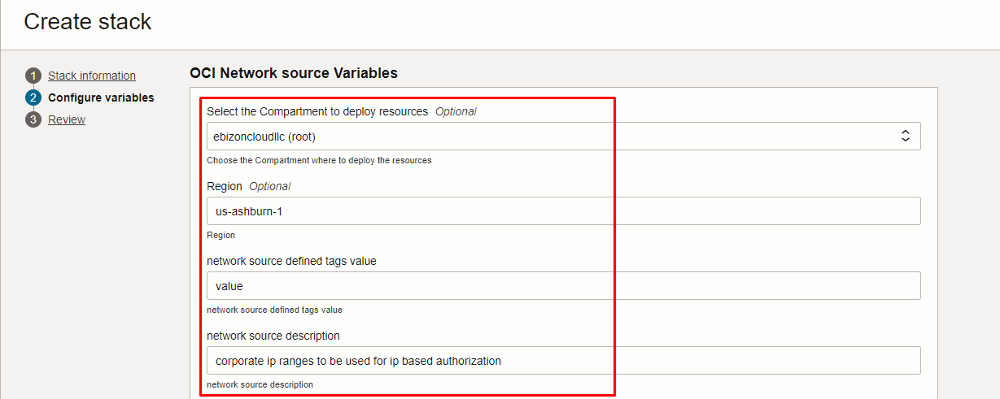 Create stack
1 Stack information
2 Configure variables
3 Review
OCI Network source Variables
Select the Compartment to deploy resources Optional
ebizoncloudllc (root)
Choose the Compartment where to deploy the resources
Region Optional
us-ashburn-1
Region
network source defined tags value
value
network source defined tags value
network source description
corporate ip ranges to be used for ip based authorization
network source description